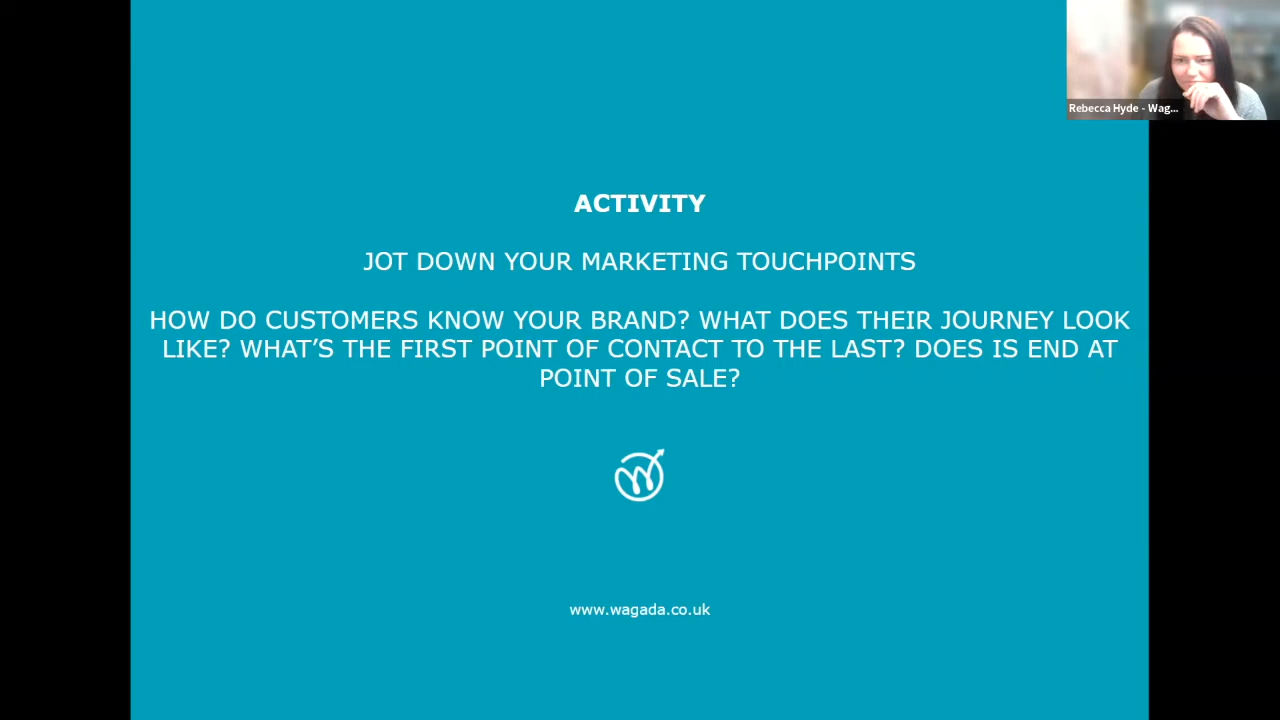 Rebecca Hyde - Wag...
ACTIVITY
JOT DOWN YOUR MARKETING TOUCHPOINTS
HOW DO CUSTOMERS KNOW YOUR BRAND? WHAT DOES THEIR JOURNEY LOOK
LIKE? WHAT’S THE FIRST POINT OF CONTACT TO THE LAST? DOES IS END AT
POINT OF SALE?
www.wagada.co.uk